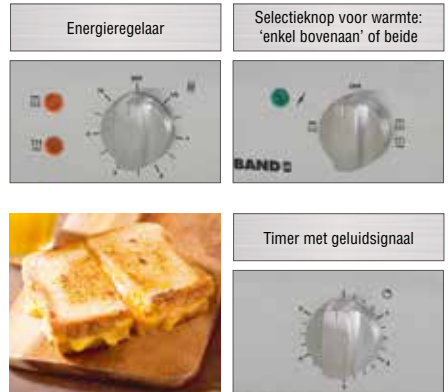 Energieregelaar
Selectieknop voor warmte:
‘enkel bovenaan’ of beide
BAND
Timer met geluidsignaal